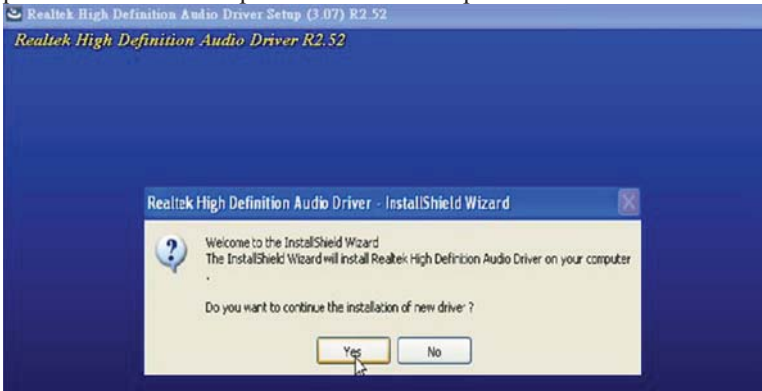 Realtek High Definition Audio Driver Setup (3.07) R2.52
Realtek High Definition Audio Driver R2.52
Realtek High Definition Audio Driver - InstallShield Wizard
Welcome to the InstallShield Wizard
The InstallShield Wizard will install Realtek High Definition Audio Driver on your computer
.
Do you want to continue the installation of new driver ?
Yes No